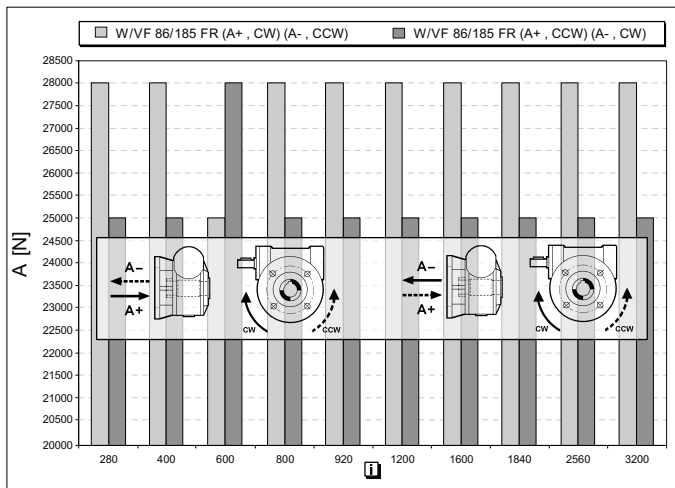 W/VF 86/185 FR (A+ , CW) (A- , CCW) W/VF 86/185 FR (A+ , CCW) (A- , CW)
28500
28000
27500
27000
26500
26000
25500
25000
24500
24000
23500
23000
22500
22000
21500
21000
20500
20000
A [N]
A–
A+
CW
CCW
A–
A+
CW
CCW
280 400 600 800 920 1200 1600 1840 2560 3200
i